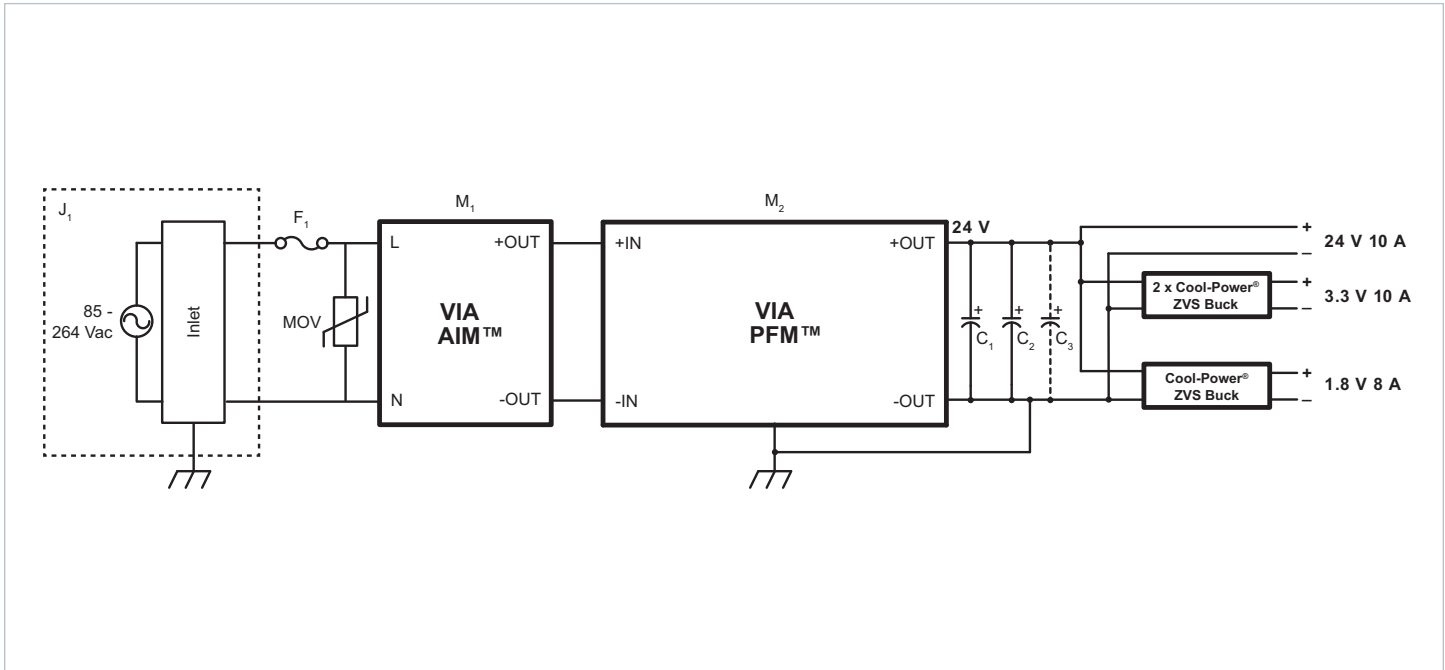 J1
85 -
264 Vac
Inlet
F1
MOV
M1
L
+OUT
VIA
AIM™
N
-OUT
M2
+IN
+OUT
VIA
PFM™
-IN
-OUT
24 V
+
C1
+
C2
+
C3
+
24 V 10 A
–
2 x Cool-Power®
ZVS Buck
+
3.3 V 10 A
–
Cool-Power®
ZVS Buck
+
1.8 V 8 A
–